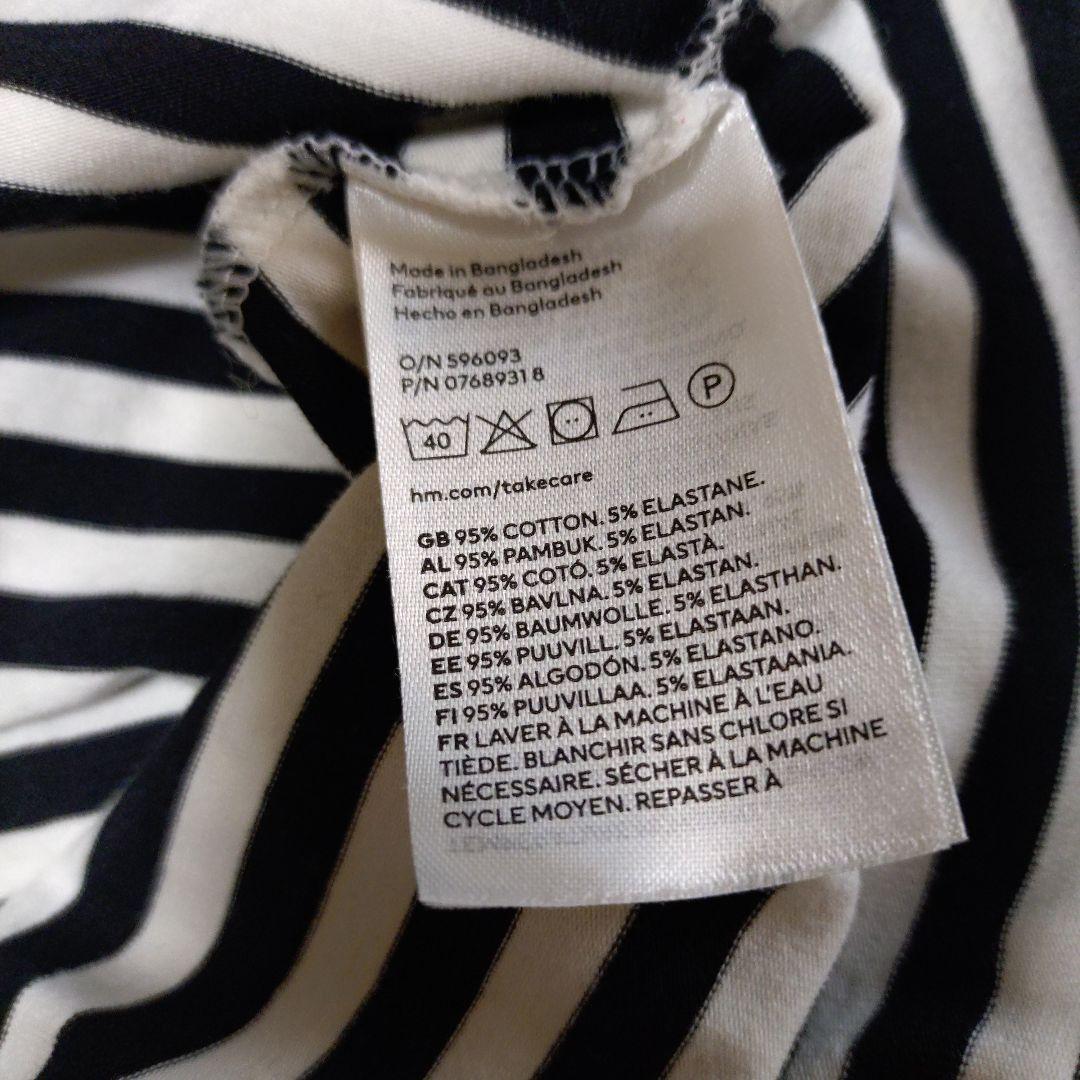 Made in Bangladesh
Fabriqué au Bangladesh
Hecho en Bangladesh
O/N 596093
P/N 0768931 8
40 P
hm.com/takecare
GB 95% COTTON. 5% ELASTANE.
AL 95% PAMBUK. 5% ELASTAN.
CAT 95% COTÓ. 5% ELASTÀ.
CZ 95% BAVLNA. 5% ELASTAN.
DE 95% BAUMWOLLE. 5% ELASTHAN.
EE 95% PUUVILL. 5% ELASTAAN.
ES 95% ALGODÓN. 5% ELASTANO.
FI 95% PUUVILLAA. 5% ELASTAANIA.
FR LAVER À LA MACHINE À L'EAU
TIÈDE. BLANCHIR SANS CHLORE SI
NÉCESSAIRE. SÉCHER À LA MACHINE
CYCLE MOYEN. REPASSER À